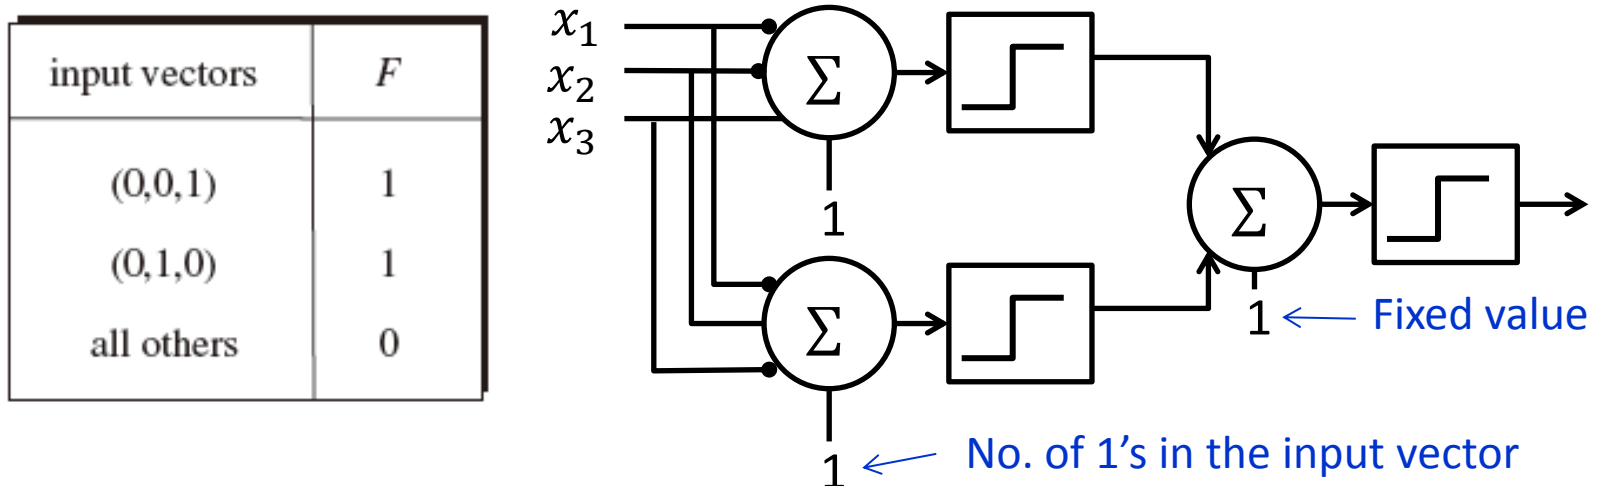 input vectors F
(0,0,1) 1
(0,1,0) 1
all others 0
x₁
x₂
x₃
Σ
1
Σ
1
Σ
1
Fixed value
No. of 1’s in the input vector